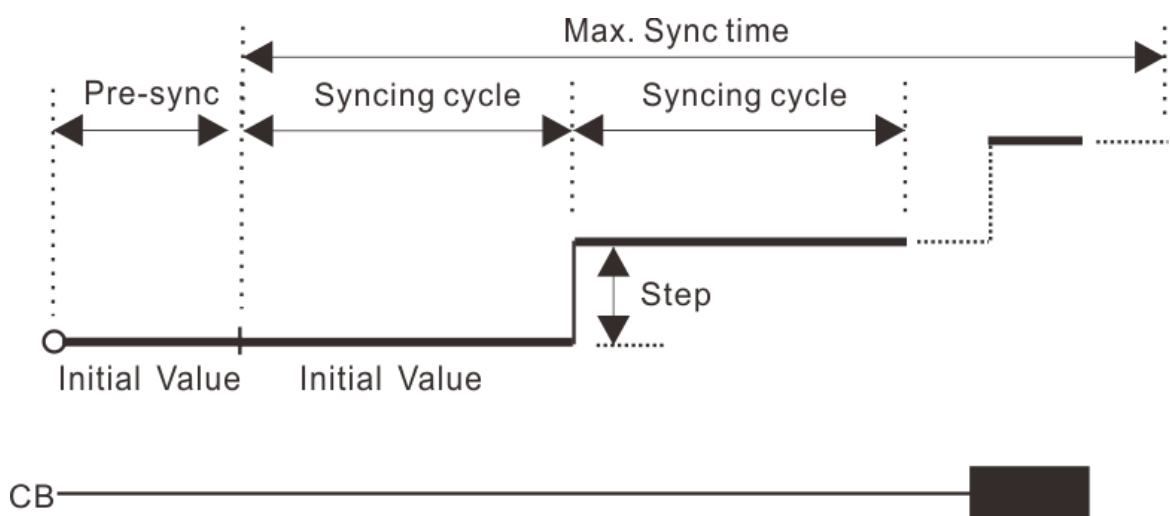 Max. Sync time
Pre-sync
Syncing cycle
Syncing cycle
Step
Initial Value
Initial Value
CB